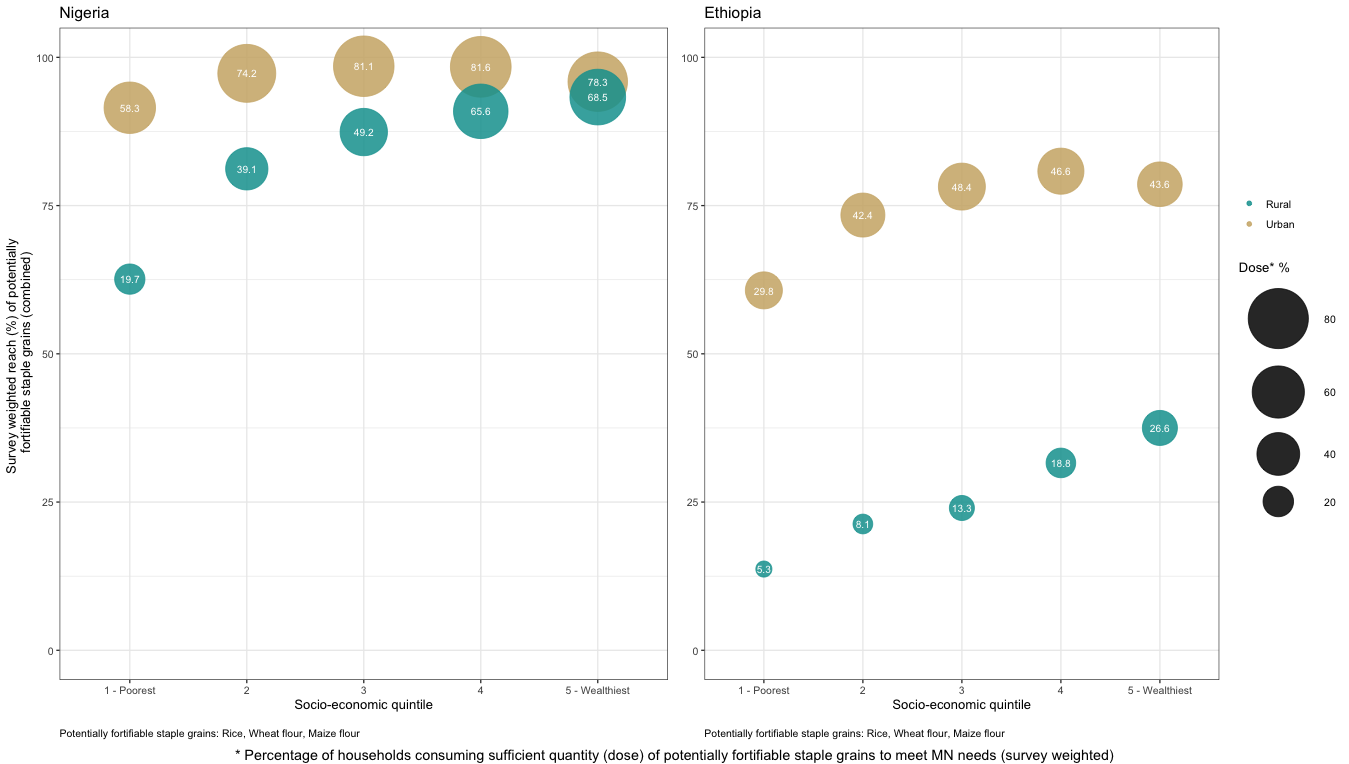 Nigeria
Ethiopia
Survey weighted reach (%) of potentially
fortifiable staple grains (combined)
100
75
50
25
0
58.3
74.2
81.1
81.6
78.3
19.7
39.1
49.2
65.6
68.5
1 - Poorest
2
3
4
5 - Wealthiest
Socio-economic quintile
Potentially fortifiable staple grains: Rice, Wheat flour, Maize flour
100
75
50
25
0
29.8
42.4
48.4
46.6
43.6
5.3
8.1
13.3
18.8
26.6
1 - Poorest
2
3
4
5 - Wealthiest
Socio-economic quintile
Potentially fortifiable staple grains: Rice, Wheat flour, Maize flour
Rural
Urban
Dose* %
80
60
40
20
* Percentage of households consuming sufficient quantity (dose) of potentially fortifiable staple grains to meet MN needs (survey weighted)